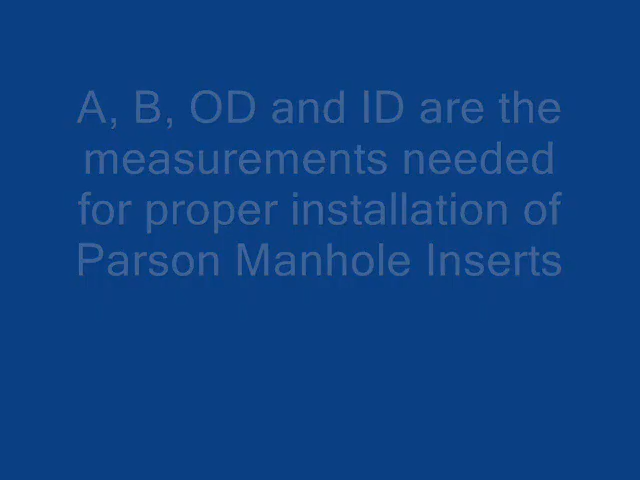 A, B, OD and ID are the
measurements needed
for proper installation of
Parson Manhole Inserts